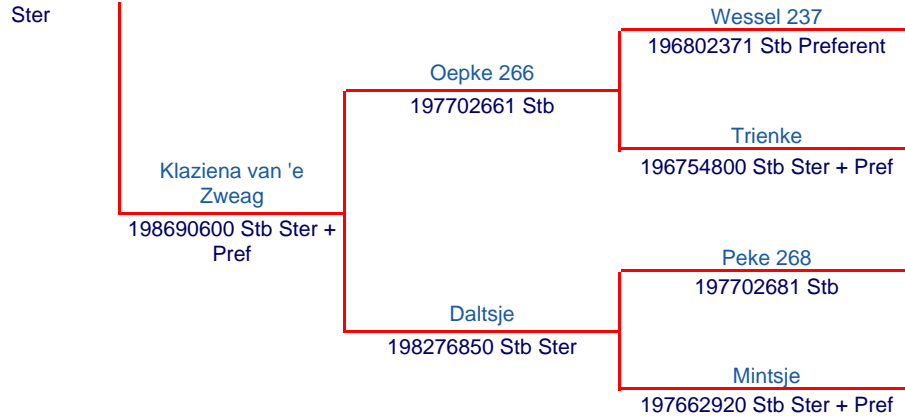 Ster
Wessel 237
196802371 Stb Preferent
Oepke 266
197702661 Stb
Trienke
196754800 Stb Ster + Pref
Klaziena van 'e
Zweag
198690600 Stb Ster +
Pref
Peke 268
197702681 Stb
Daltsje
198276850 Stb Ster
Mintsje
197662920 Stb Ster + Pref